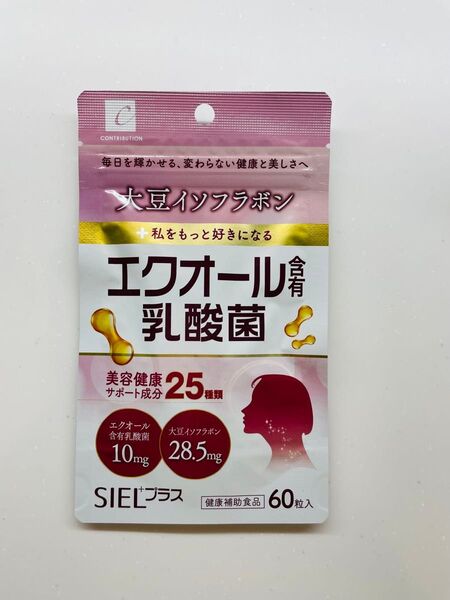 C
CONTRIBUTION
毎日を輝かせる、変わらない健康と美しさへ
大豆イソフラボン
+私をもっと好きになる
エクオール含有
乳酸菌
美容健康
サポート成分 25種類
エクオール
含有乳酸菌
10mg
大豆イソフラボン
28.5mg
SIEL+プラス
健康補助食品
60粒入